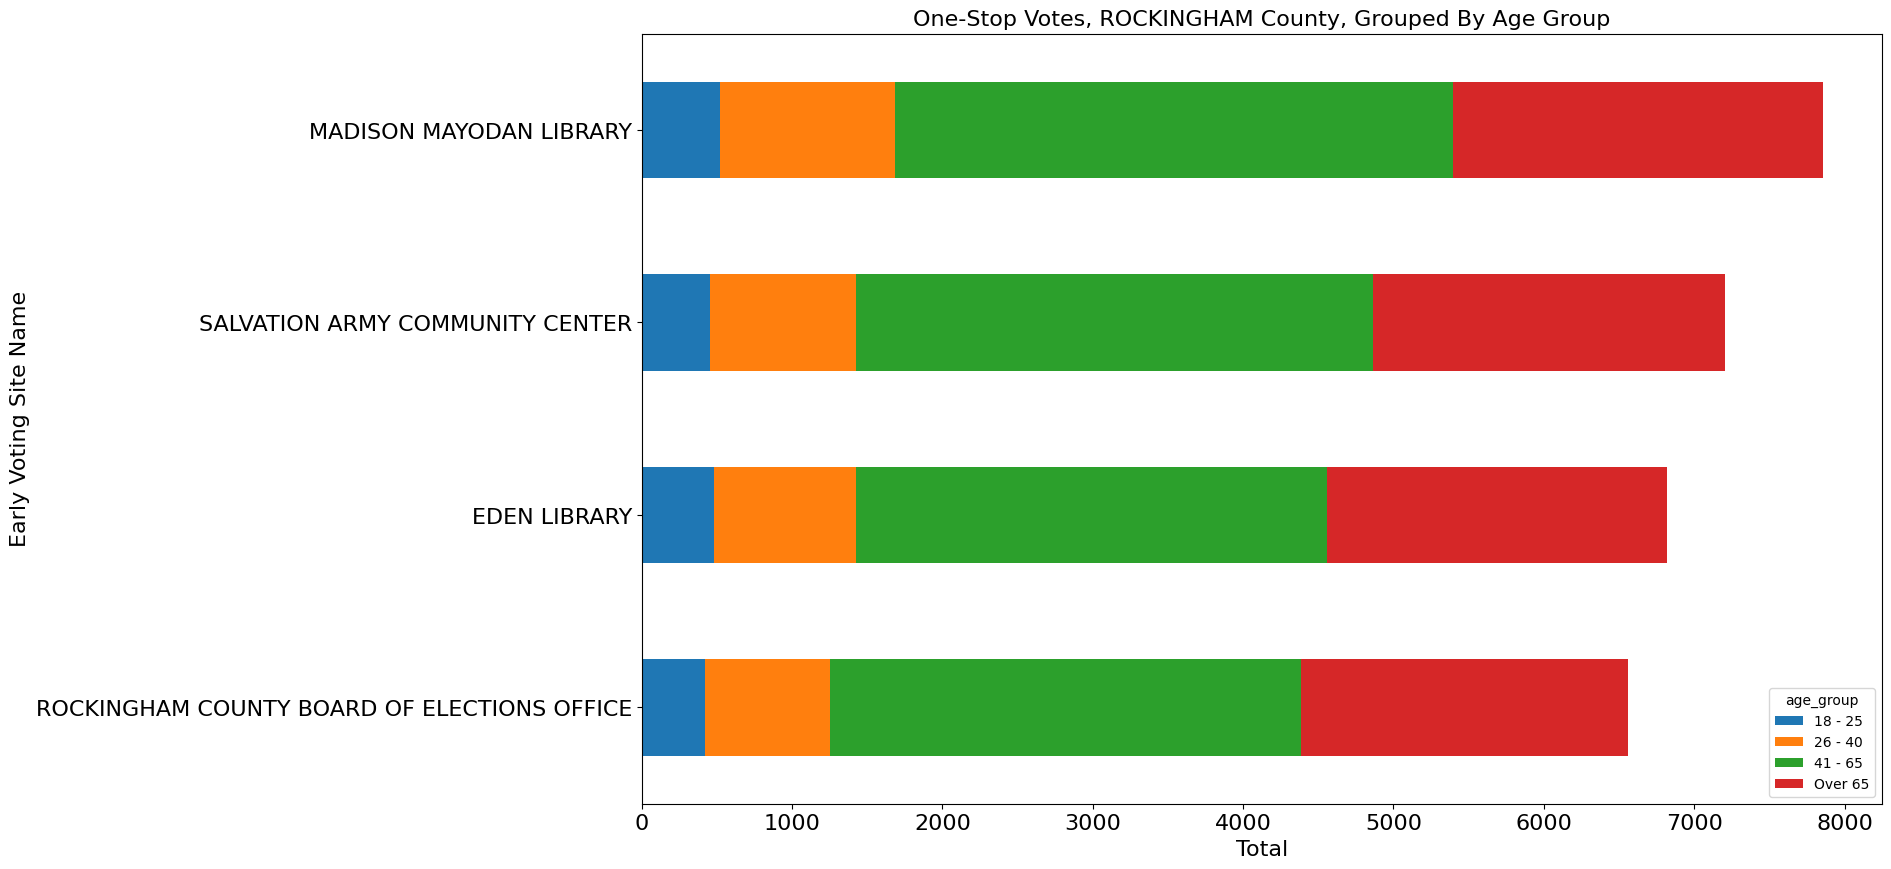 One-Stop Votes, ROCKINGHAM County, Grouped By Age Group
Early Voting Site Name
MADISON MAYODAN LIBRARY
SALVATION ARMY COMMUNITY CENTER
EDEN LIBRARY
ROCKINGHAM COUNTY BOARD OF ELECTIONS OFFICE
age_group
18 - 25
26 - 40
41 - 65
Over 65
0 1000 2000 3000 4000 5000 6000 7000 8000
Total